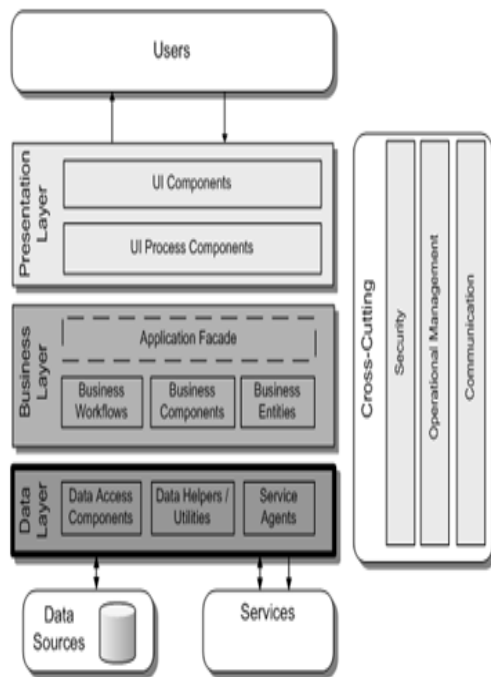 Users
Presentation
Layer
UI Components
UI Process Components
Business
Layer
Application Facade
Business
Workflows
Business
Components
Business
Entities
Data
Layer
Data Access
Components
Data Helpers /
Utilities
Service
Agents
Data
Sources
Services
Cross-Cutting
Security
Operational Management
Communication